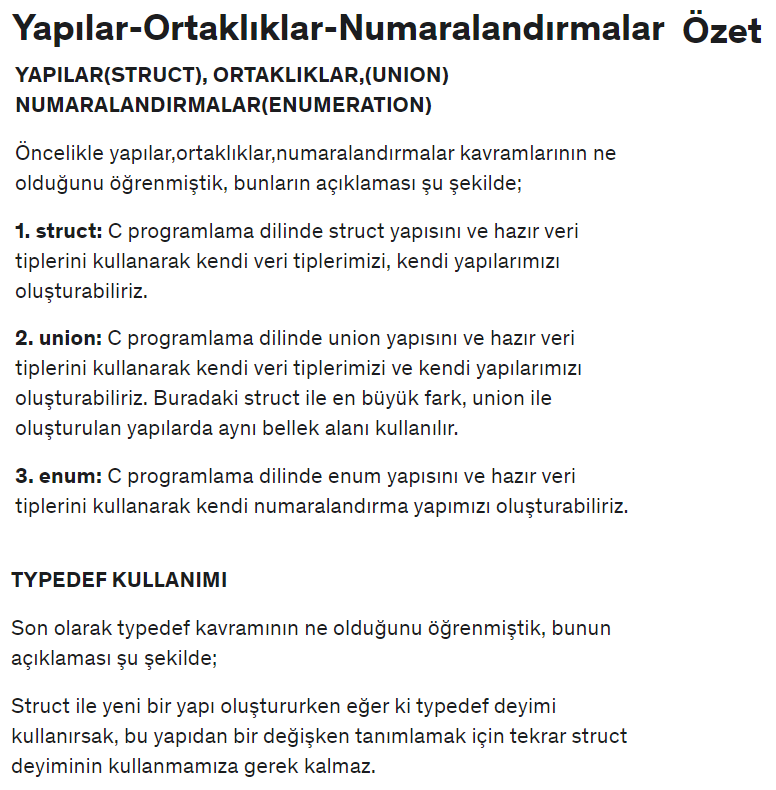 Yapılar-Ortaklıklar-Numaralandırmalar Özet
YAPILAR(STRUCT), ORTAKLIKLAR,(UNION)
NUMARALANDIRMALAR(ENUMERATION)
Öncelikle yapılar,ortaklıklar,numaralandırmalar kavramlarının ne
olduğunu öğrenmiştik, bunların açıklaması şu şekilde;
1. struct: C programlama dilinde struct yapısını ve hazır veri
tiplerini kullanarak kendi veri tiplerimizi, kendi yapılarımızı
oluşturabiliriz.
2. union: C programlama dilinde union yapısını ve hazır veri
tiplerini kullanarak kendi veri tiplerimizi ve kendi yapılarımızı
oluşturabiliriz. Buradaki struct ile en büyük fark, union ile
oluşturulan yapılarda aynı bellek alanı kullanılır.
3. enum: C programlama dilinde enum yapısını ve hazır veri
tiplerini kullanarak kendi numaralandırma yapımızı oluşturabiliriz.
TYPEDEF KULLANIMI
Son olarak typedef kavramının ne olduğunu öğrenmiştik, bunun
açıklaması şu şekilde;
Struct ile yeni bir yapı oluştururken eğer ki typedef deyimi
kullanırsak, bu yapıdan bir değişken tanımlamak için tekrar struct
deyiminin kullanmamıza gerek kalmaz.